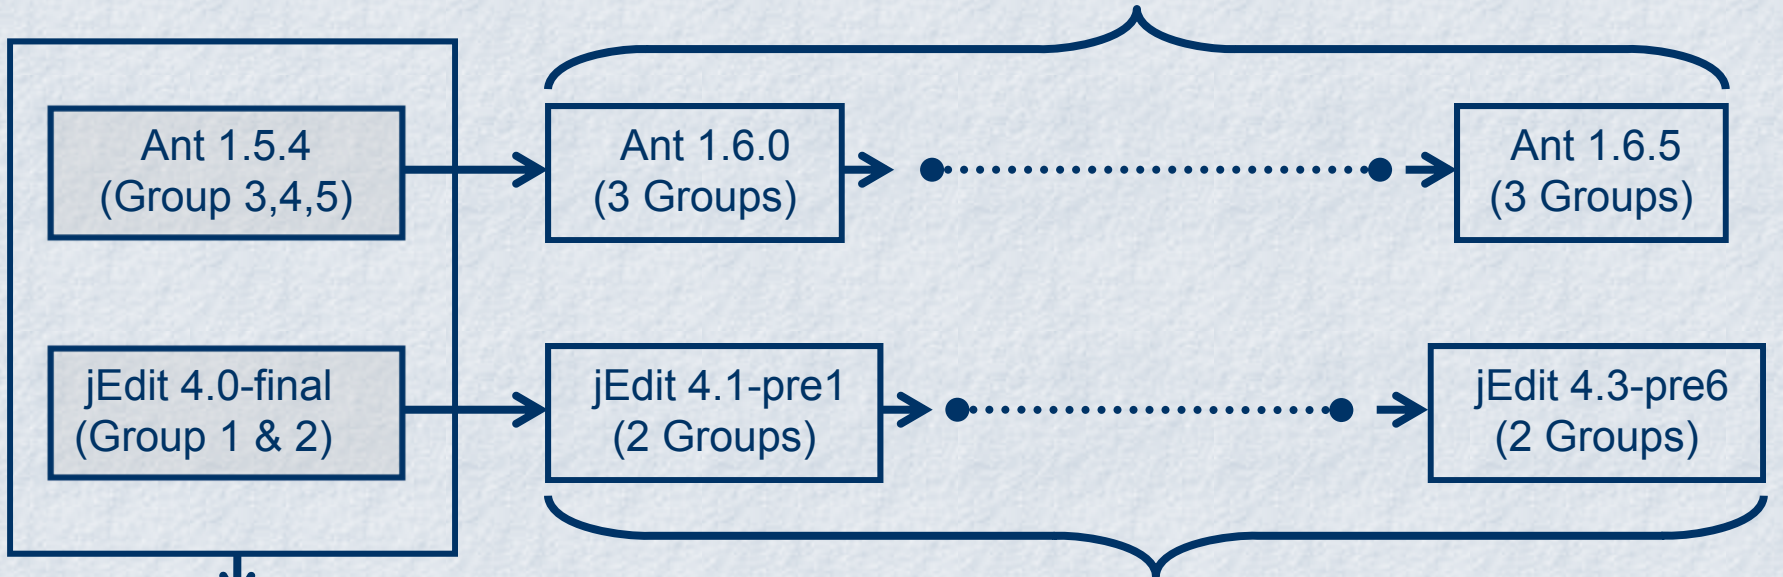 Ant 1.5.4
(Group 3,4,5)
Ant 1.6.0
(3 Groups)
Ant 1.6.5
(3 Groups)
jEdit 4.0-final
(Group 1 & 2)
jEdit 4.1-pre1
(2 Groups)
jEdit 4.3-pre6
(2 Groups)